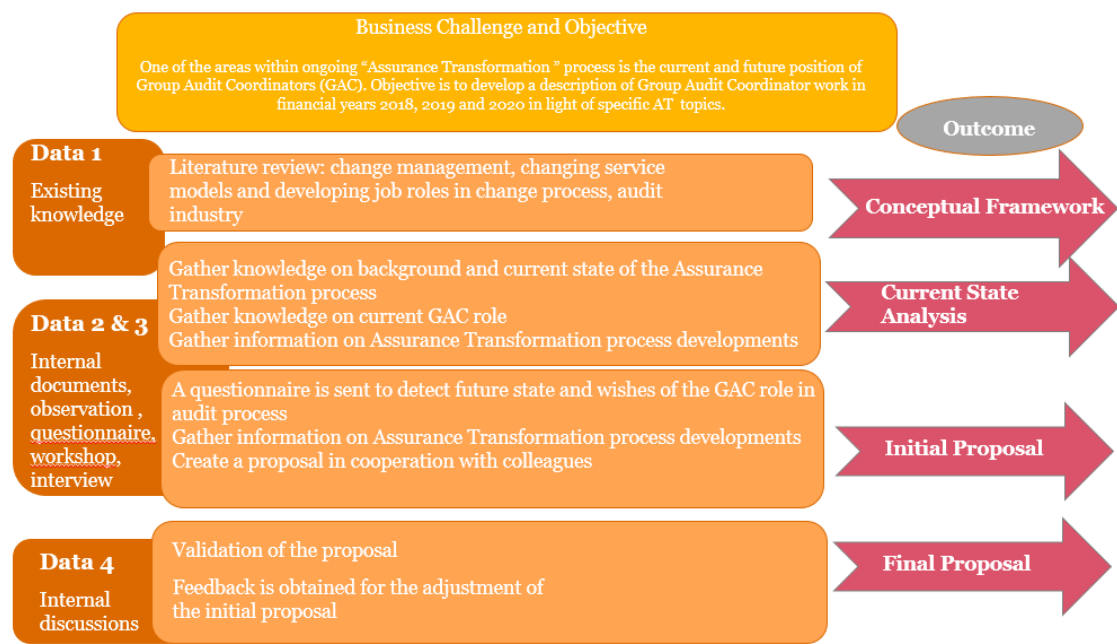 Business Challenge and Objective
One of the areas within ongoing “Assurance Transformation ” process is the current and future position of
Group Audit Coordinators (GAC). Objective is to develop a description of Group Audit Coordinator work in
financial years 2018, 2019 and 2020 in light of specific AT topics.
Outcome
Data 1
Existing
knowledge
Literature review: change management, changing service
models and developing job roles in change process, audit
industry
Conceptual Framework
Data 2 & 3
Internal
documents,
observation ,
questionnaire,
workshop,
interview
Gather knowledge on background and current state of the Assurance
Transformation process
Gather knowledge on current GAC role
Gather information on Assurance Transformation process developments
Current State
Analysis
A questionnaire is sent to detect future state and wishes of the GAC role in
audit process
Gather information on Assurance Transformation process developments
Create a proposal in cooperation with colleagues
Initial Proposal
Data 4
Internal
discussions
Validation of the proposal
Feedback is obtained for the adjustment of
the initial proposal
Final Proposal